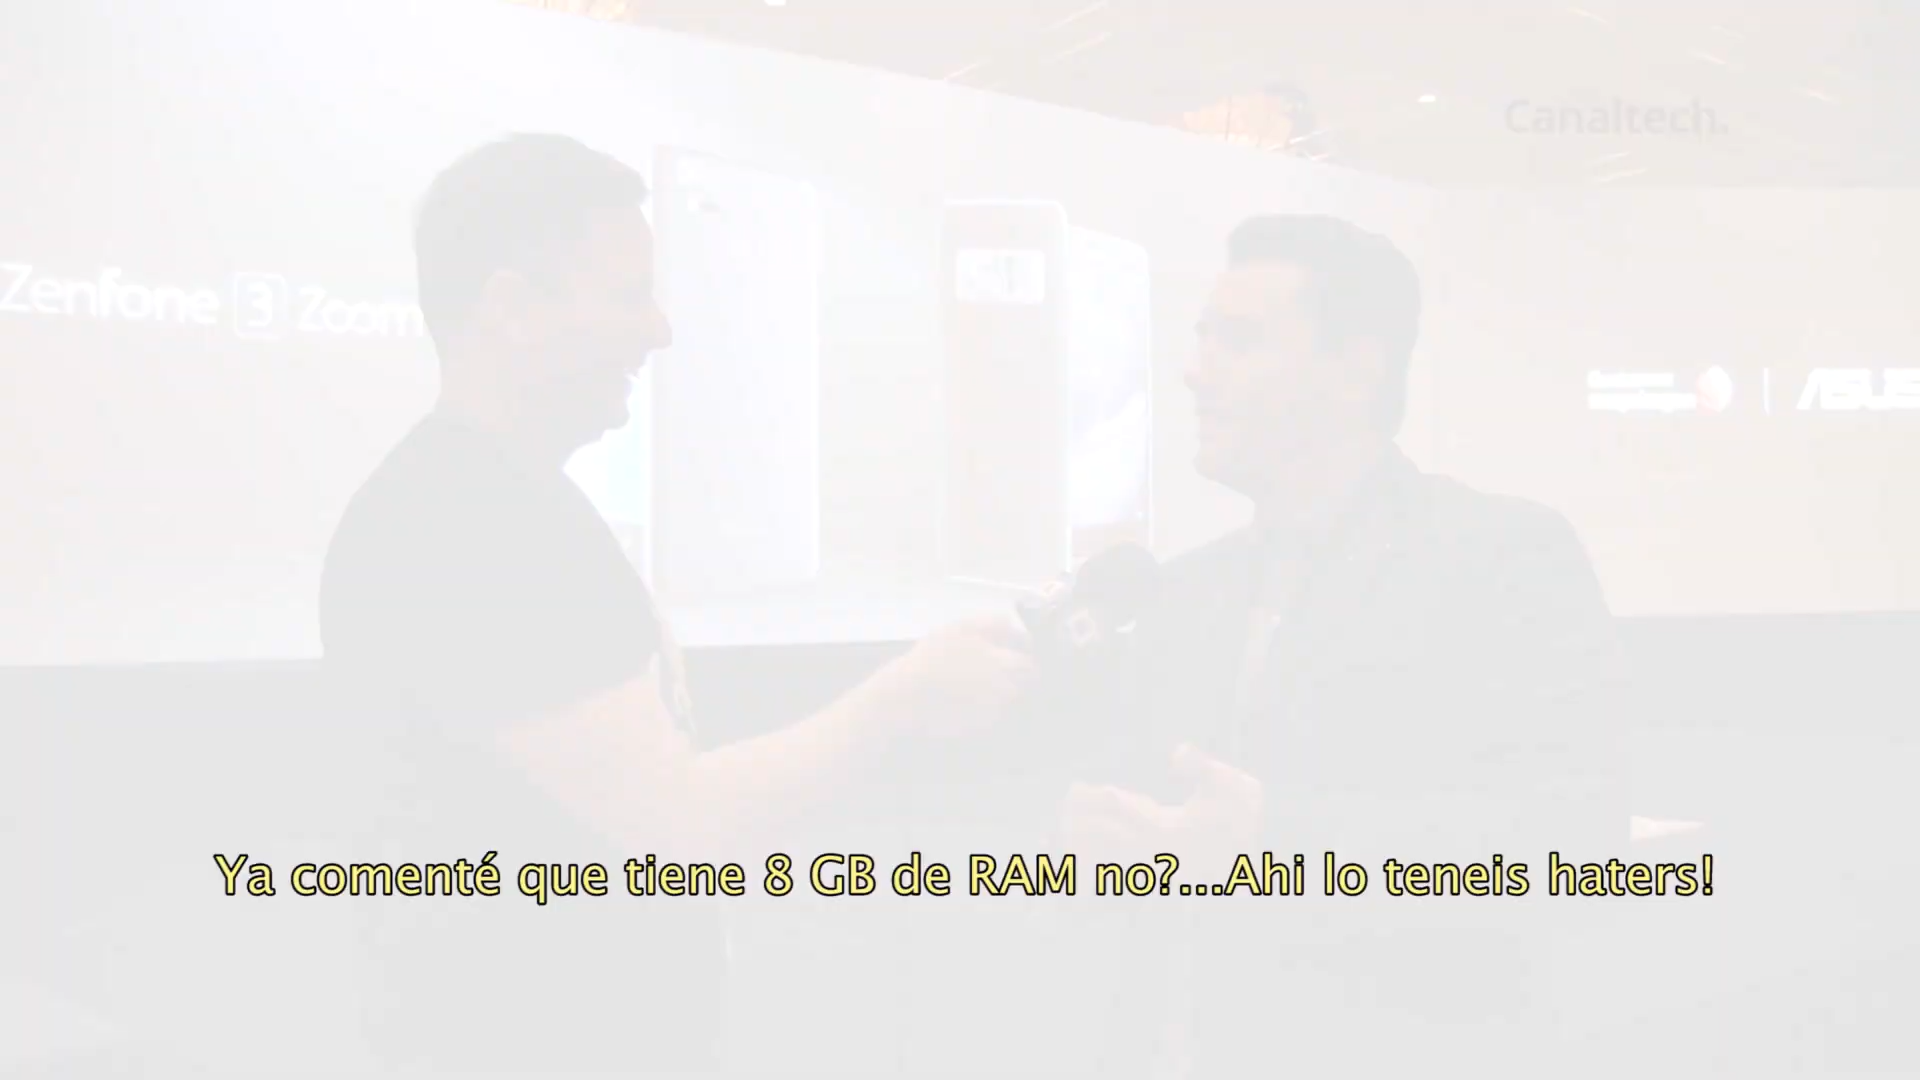 Canaltech.
Zenfone 3 Zoom
ASUS
Ya comenté que tiene 8 GB de RAM no?...Ahi lo teneis haters!